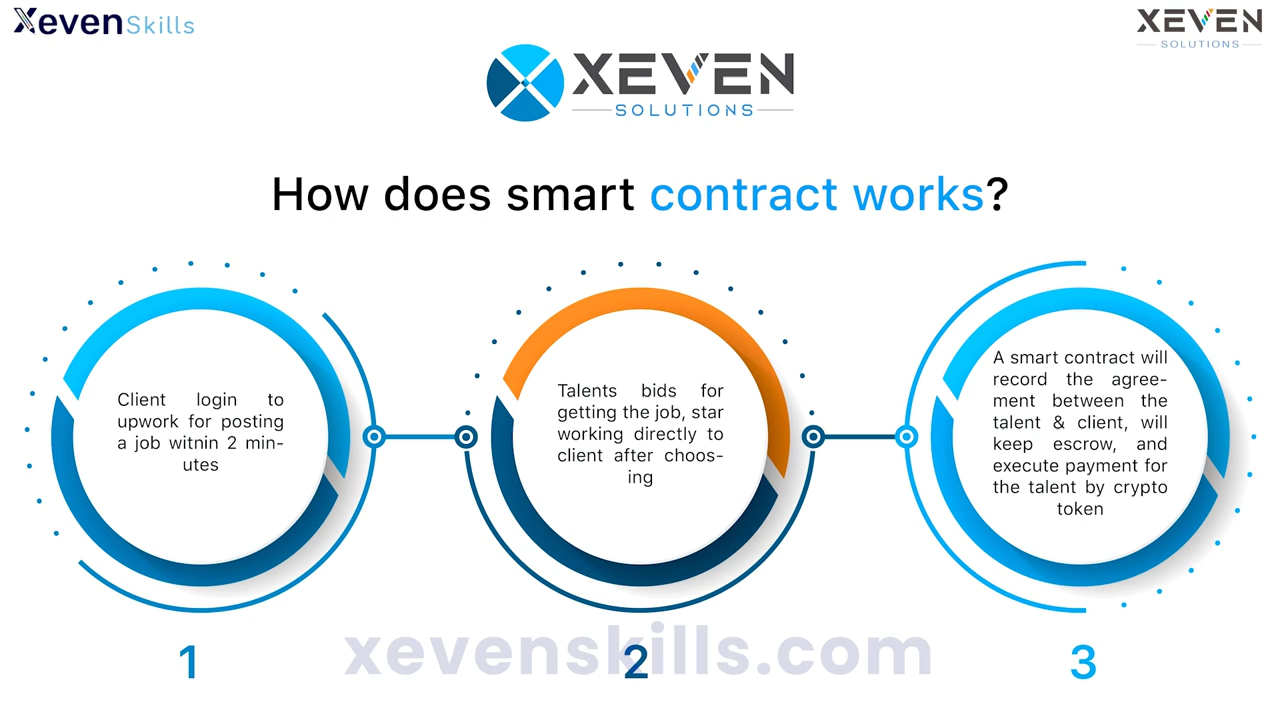 XevenSkills
XEVEN
SOLUTIONS
XEVEN
SOLUTIONS
How does smart contract works?
Client login to
upwork for posting
a job witnin 2 min-
utes
Talents bids for
getting the job, star
working directly to
client after choos-
ing
A smart contract will
record the agree-
ment between the
talent & client, will
keep escrow, and
execute payment for
the talent by crypto
token
1
2
3
xevenskills.com